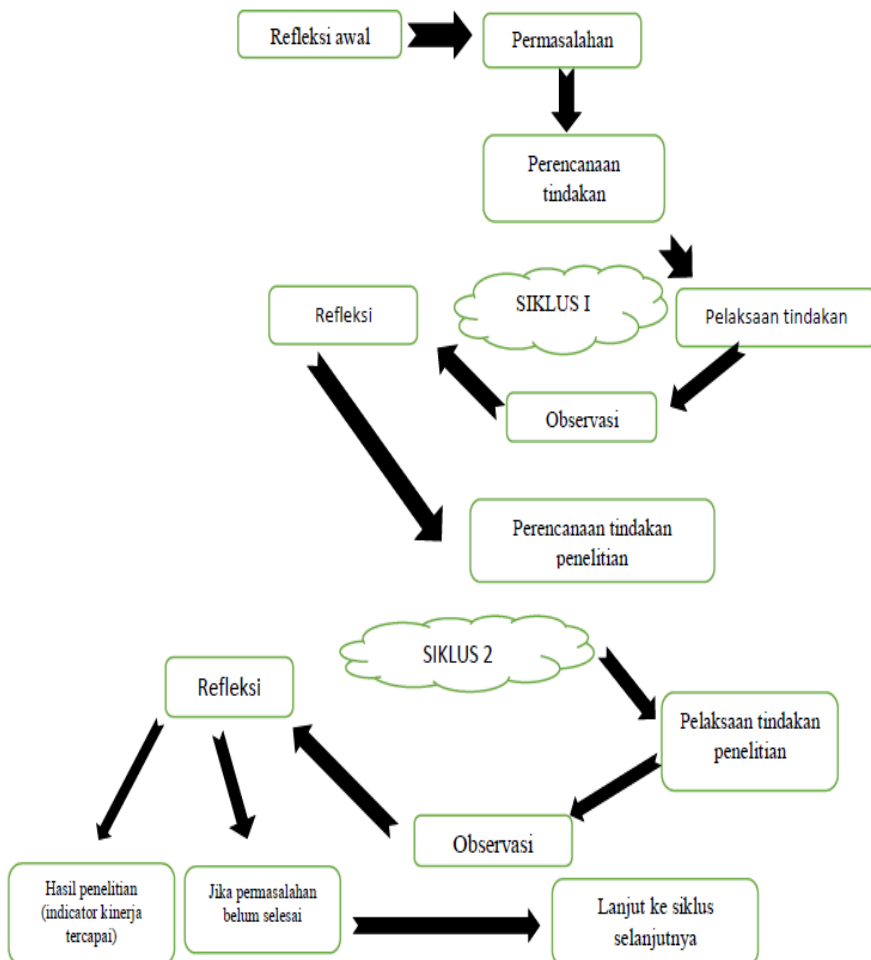 Refleksi awal
Permasalahan
Perencanaan
tindakan
SIKLUS I
Refleksi
Pelaksaan tindakan
Observasi
Perencanaan tindakan
penelitian
SIKLUS 2
Refleksi
Pelaksaan tindakan
penelitian
Observasi
Hasil penelitian
(indicator kinerja
tercapai)
Jika permasalahan
belum selesai
Lanjut ke siklus
selanjutnya